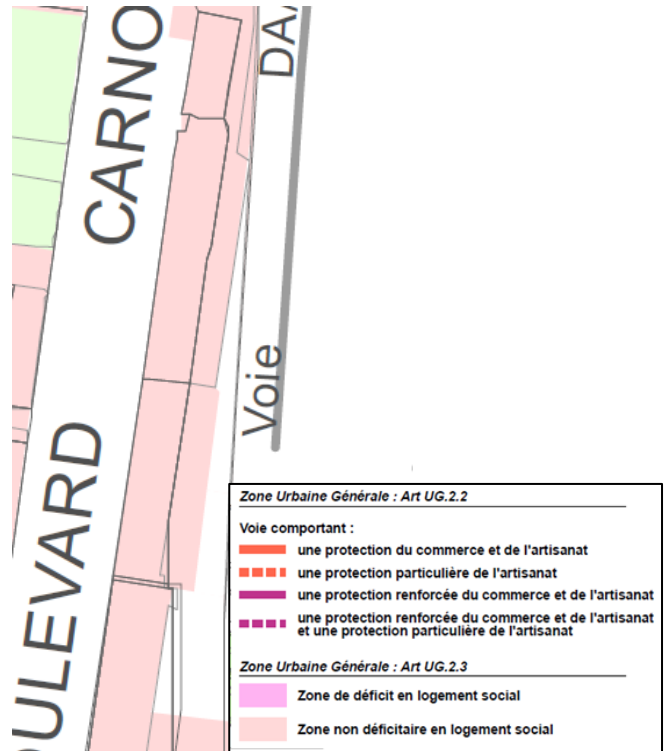 CARNO
DA
Voie
OULEVARD
Zone Urbaine Générale : Art UG.2.2
Voie comportant :
une protection du commerce et de l'artisanat
une protection particulière de l'artisanat
une protection renforcée du commerce et de l'artisanat
une protection renforcée du commerce et de l'artisanat
et une protection particulière de l'artisanat
Zone Urbaine Générale : Art UG.2.3
Zone de déficit en logement social
Zone non déficitaire en logement social